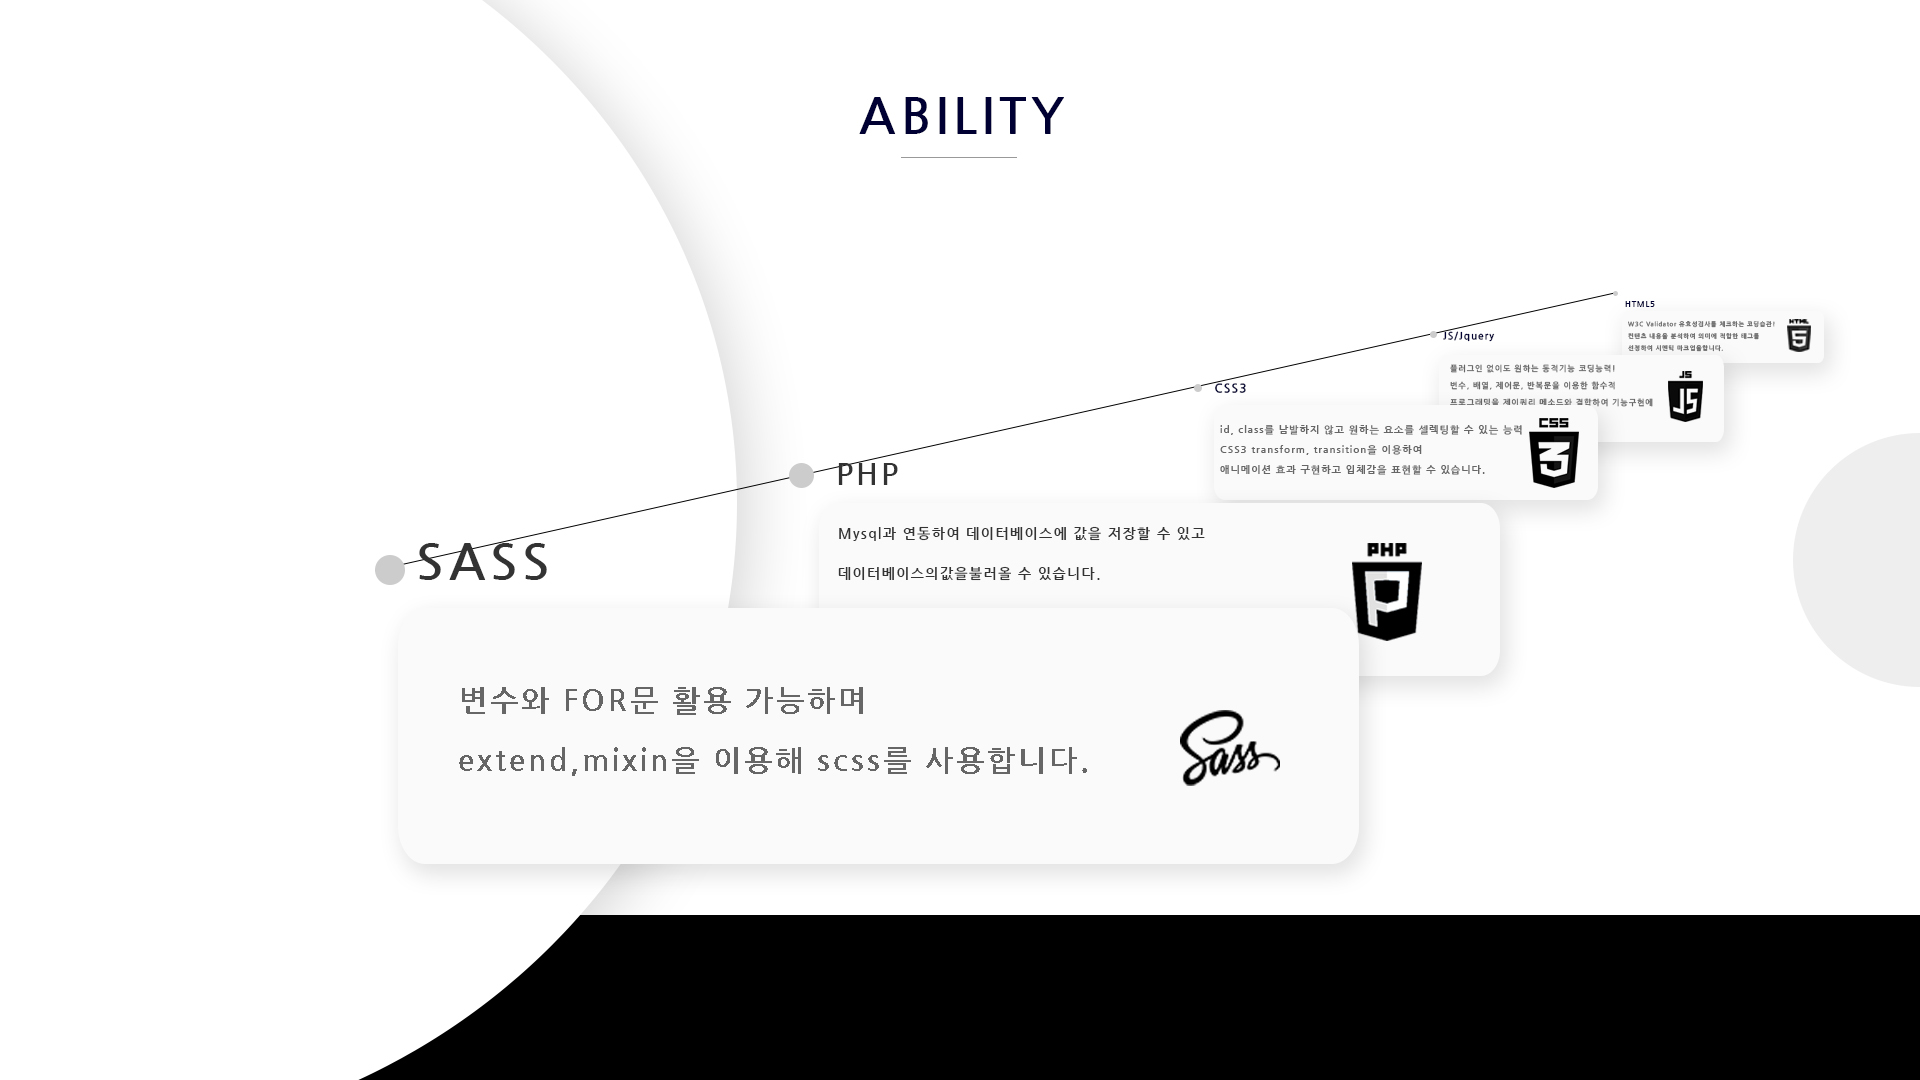 ABILITY
HTML5
W3C Validator 유효성검사를 체크하는 코딩습관!
컨텐츠 내용을 분석하여 의미에 적합한 태그를
선정하여 시멘틱 마크업을합니다.
HTML
5
JS/Jquery
플러그인 없이도 원하는 동적기능 코딩능력!
변수, 배열, 제어문, 반복문을 이용한 함수적
프로그래밍을 제이쿼리 메소드와 결합하여 기능구현에
JS
JS
CSS3
id, class를 남발하지 않고 원하는 요소를 셀렉팅할 수 있는 능력
CSS3 transform, transition을 이용하여
애니메이션 효과 구현하고 입체감을 표현할 수 있습니다.
CSS
3
PHP
Mysql과 연동하여 데이터베이스에 값을 저장할 수 있고
데이터베이스의값을불러올 수 있습니다.
PHP
P
SASS
변수와 FOR문 활용 가능하며
extend,mixin을 이용해 scss를 사용합니다.
Sass